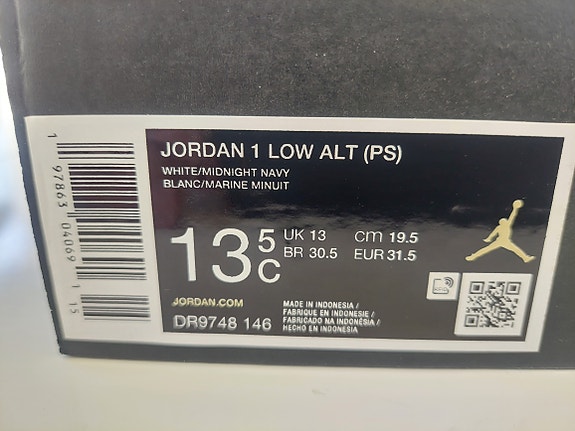 JORDAN 1 LOW ALT (PS)
WHITE/MIDNIGHT NAVY
BLANC/MARINE MINUIT
13.5C
UK 13 cm 19.5
BR 30.5 EUR 31.5
JORDAN.COM
DR9748 146
MADE IN INDONESIA /
FABRIQUE EN INDONESIE /
FABRICADO NA INDONÉSIA /
HECHO EN INDONESIA
1 97863 04069 1 15